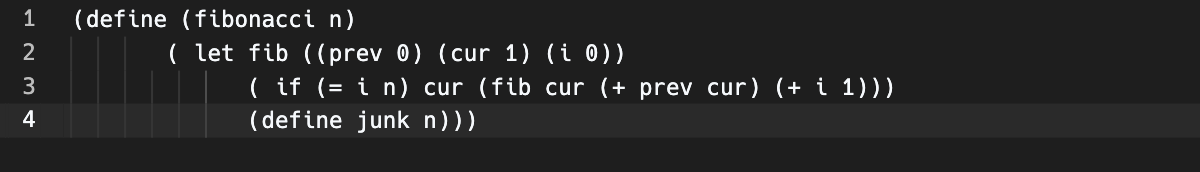 1 (define (fibonacci n)
2 ( let fib ((prev 0) (cur 1) (i 0))
3 ( if (= i n) cur (fib cur (+ prev cur) (+ i 1)))
4 (define junk n)))